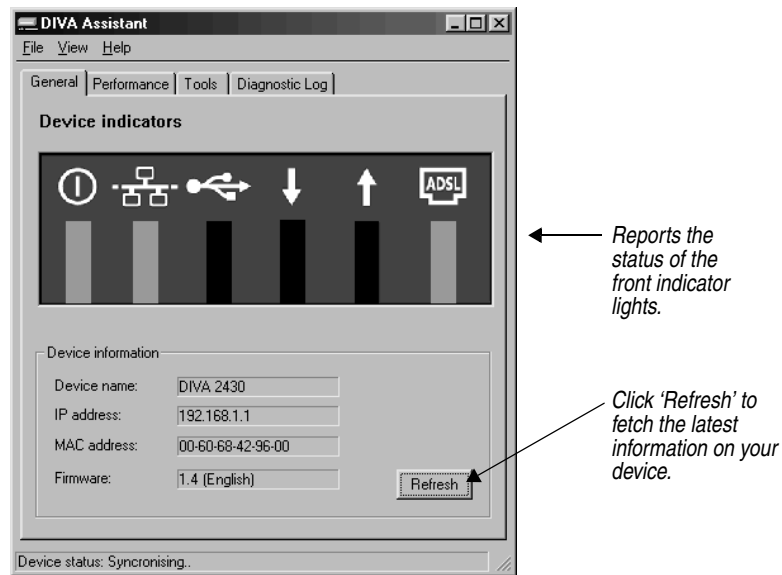 DIVA Assistant
File View Help
General Performance Tools Diagnostic Log
Device indicators
ADSL
Reports the
status of the
front indicator
lights.
Device information
Device name: DIVA 2430
IP address: 192.168.1.1
MAC address: 00-60-68-42-96-00
Firmware: 1.4 (English)
Refresh
Click ‘Refresh’ to
fetch the latest
information on your
device.
Device status: Syncronising..